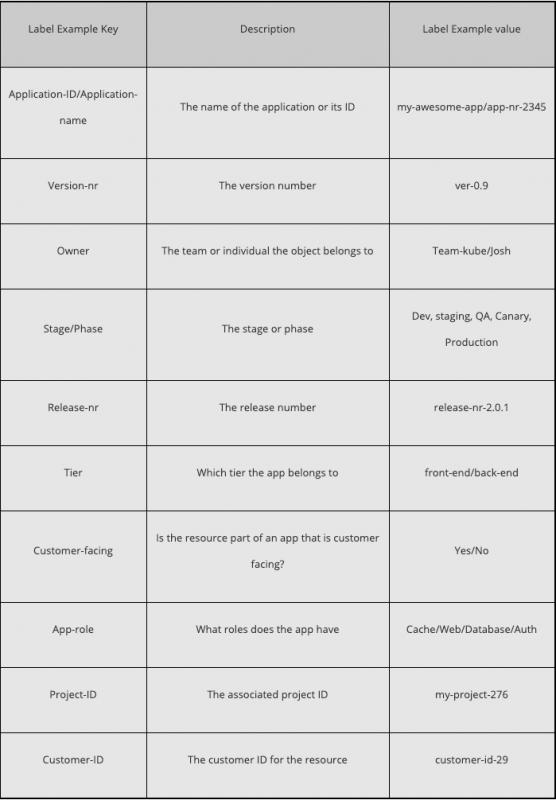 Label Example Key
Description
Label Example value
Application-ID/Application-
name
The name of the application or its ID
my-awesome-app/app-nr-2345
Version-nr
The version number
ver-0.9
Owner
The team or individual the object belongs to
Team-kube/Josh
Stage/Phase
The stage or phase
Dev, staging, QA, Canary,
Production
Release-nr
The release number
release-nr-2.0.1
Tier
Which tier the app belongs to
front-end/back-end
Customer-facing
Is the resource part of an app that is customer
facing?
Yes/No
App-role
What roles does the app have
Cache/Web/Database/Auth
Project-ID
The associated project ID
my-project-276
Customer-ID
The customer ID for the resource
customer-id-29